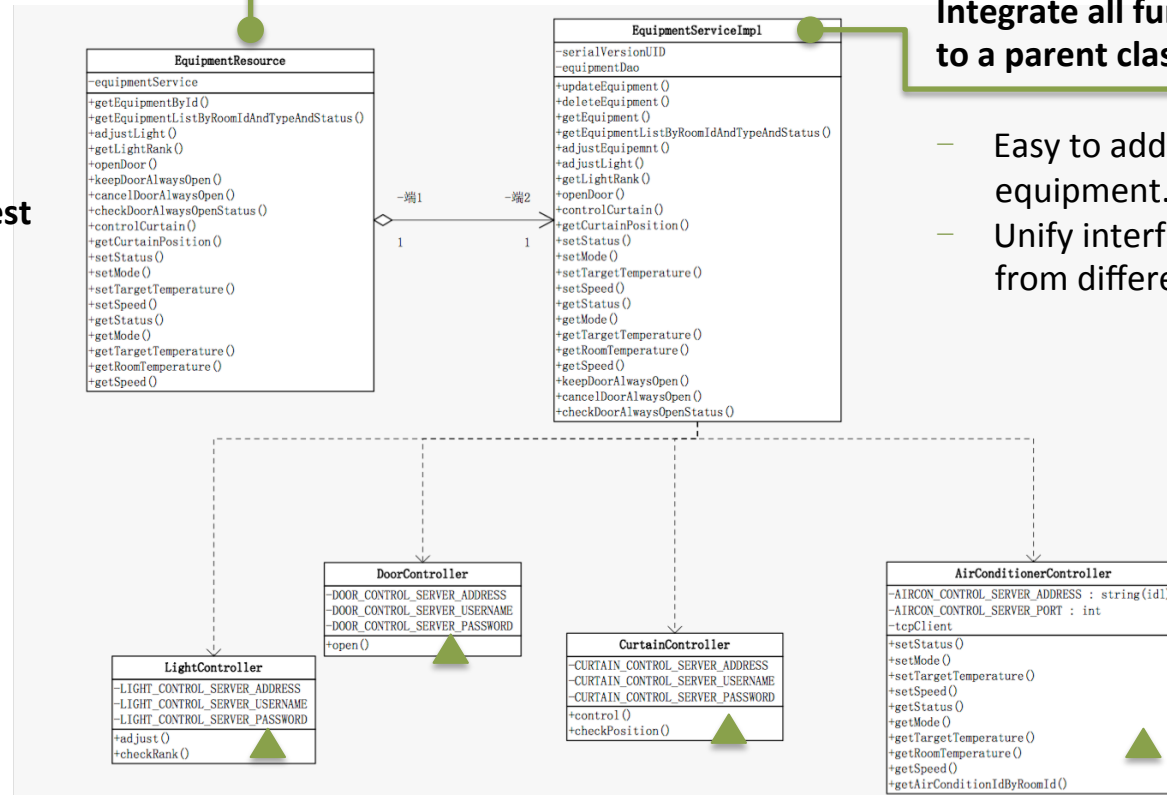 Integrate all fu
to a parent clas
EquipmentServiceImpl
-serialVersionUID
-equipmentDao
+updateEquipment()
+deleteEquipment()
+getEquipment()
+getEquipmentListByRoomIdAndTypeAndStatus()
+adjustEquipemnt()
+adjustLight()
+getLightRank()
+openDoor()
+controlCurtain()
+getCurtainPosition()
+setStatus()
+setMode()
+setTargetTemperature()
+setSpeed()
+getStatus()
+getMode()
+getTargetTemperature()
+getRoomTemperature()
+getSpeed()
+keepDoorAlwaysOpen()
+cancelDoorAlwaysOpen()
+checkDoorAlwaysOpenStatus()
EquipmentResource
-equipmentService
+getEquipmentById()
+getEquipmentListByRoomIdAndTypeAndStatus()
+adjustLight()
+getLightRank()
+openDoor()
+keepDoorAlwaysOpen()
+cancelDoorAlwaysOpen()
+checkDoorAlwaysOpenStatus()
+controlCurtain()
+getCurtainPosition()
+setStatus()
+setMode()
+setTargetTemperature()
+setSpeed()
+getStatus()
+getMode()
+getTargetTemperature()
+getRoomTemperature()
+getSpeed()
est
-端1
-端2
1
1
– Easy to add
equipment.
– Unify interf
from differe
DoorController
-DOOR_CONTROL_SERVER_ADDRESS
-DOOR_CONTROL_SERVER_USERNAME
-DOOR_CONTROL_SERVER_PASSWORD
+open()
LightController
-LIGHT_CONTROL_SERVER_ADDRESS
-LIGHT_CONTROL_SERVER_USERNAME
-LIGHT_CONTROL_SERVER_PASSWORD
+adjust()
+checkRank()
CurtainController
-CURTAIN_CONTROL_SERVER_ADDRESS
-CURTAIN_CONTROL_SERVER_USERNAME
-CURTAIN_CONTROL_SERVER_PASSWORD
+control()
+checkPosition()
AirConditionerController
-AIRCON_CONTROL_SERVER_ADDRESS : string(idl)
-AIRCON_CONTROL_SERVER_PORT : int
-tcpClient
+setStatus()
+setMode()
+setTargetTemperature()
+setSpeed()
+getStatus()
+getMode()
+getTargetTemperature()
+getRoomTemperature()
+getSpeed()
+getAirConditionIdByRoomId()